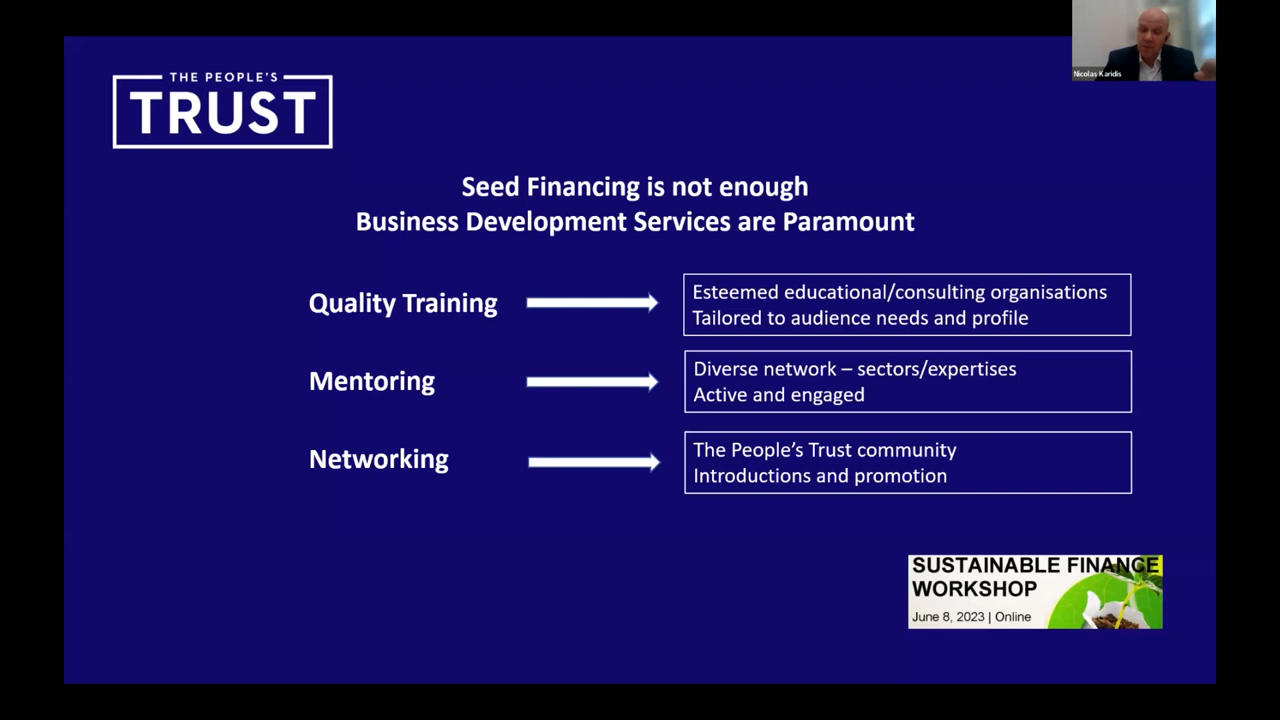 Nicolas Karidis
THE PEOPLE'S
TRUST
Seed Financing is not enough
Business Development Services are Paramount
Quality Training
Esteemed educational/consulting organisations
Tailored to audience needs and profile
Mentoring
Diverse network – sectors/expertises
Active and engaged
Networking
The People’s Trust community
Introductions and promotion
SUSTAINABLE FINANCE
WORKSHOP
June 8, 2023 | Online